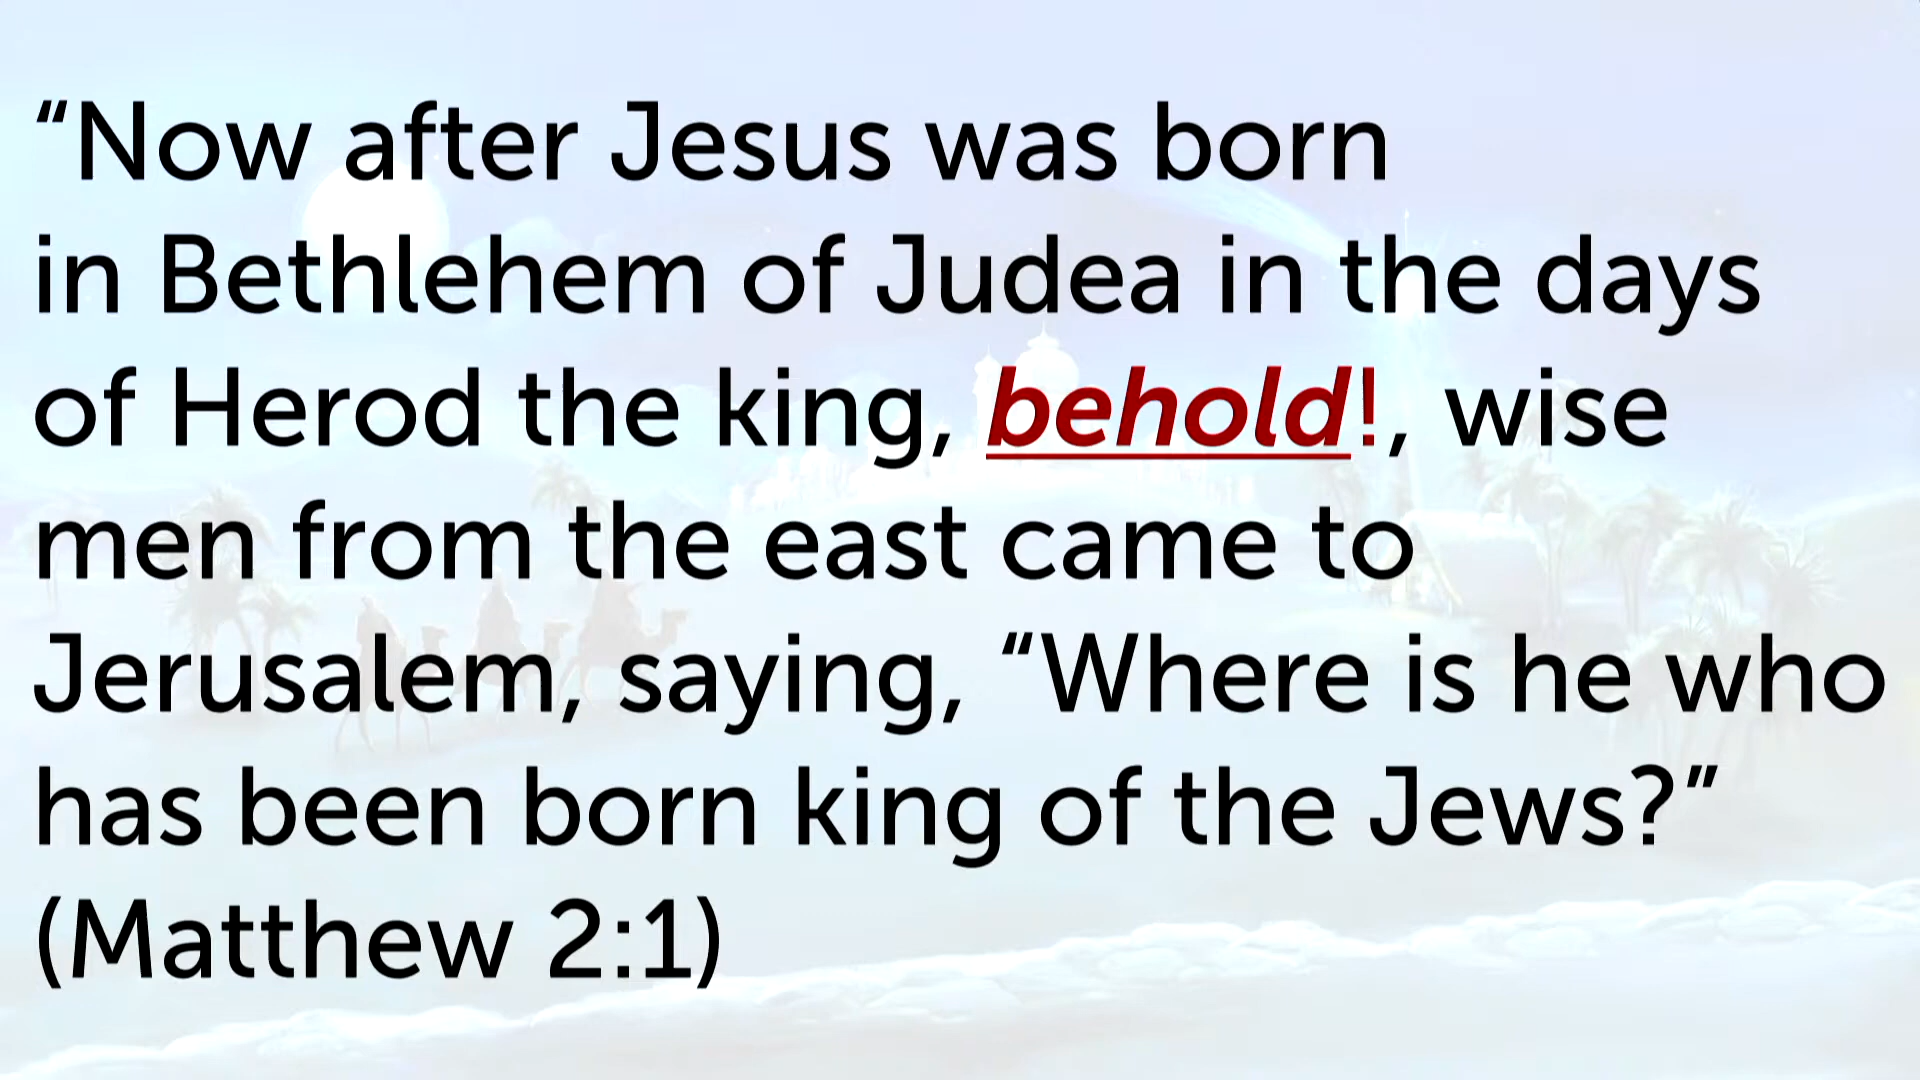 “Now after Jesus was born
in Bethlehem of Judea in the days
of Herod the king, behold!, wise
men from the east came to
Jerusalem, saying, “Where is he who
has been born king of the Jews?”
(Matthew 2:1)